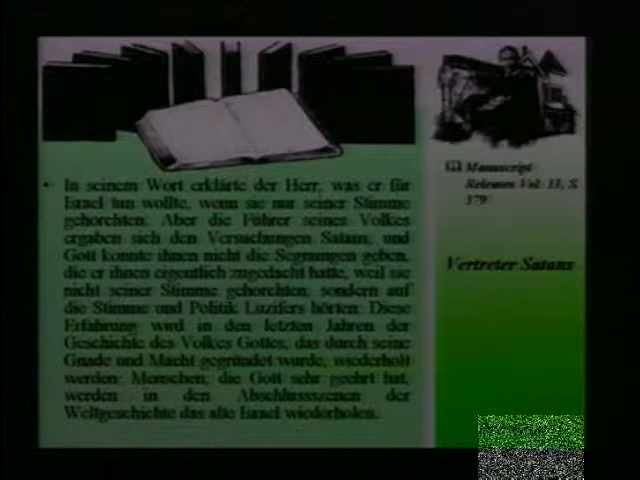 • In seinem Wort erklärte der Herr, was er für
Israel tun wollte, wenn sie nur seiner Stimme
gehorchten. Aber die Führer seines Volkes
ergaben sich den Versuchungen Satans, und
Gott konnte ihnen nicht die Segnungen geben,
die er ihnen eigentlich zugedacht hatte, weil sie
nicht seiner Stimme gehorchten, sondern auf
die Stimme und Politik Luzifers hörten. Diese
Erfahrung wird in den letzten Jahren der
Geschichte des Volkes Gottes, das durch seine
Gnade und Macht gegründet wurde, wiederholt
werden. Menschen, die Gott sehr geehrt hat,
werden in den Abschlussszenen der
Weltgeschichte das alte Israel wiederholen.
Manuscript
Releases Vol. 13, S.
379
Vertreter Satans